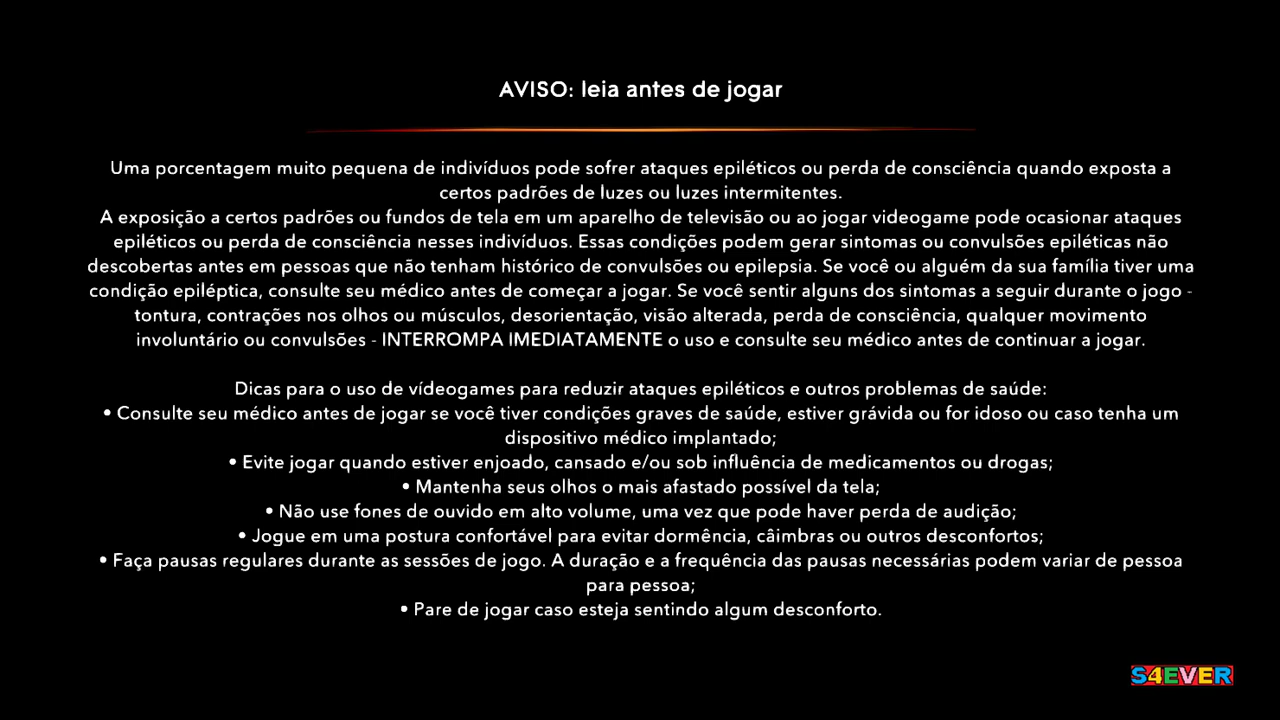 AVISO: leia antes de jogar
Uma porcentagem muito pequena de indivíduos pode sofrer ataques epiléticos ou perda de consciência quando exposta a
certos padrões de luzes ou luzes intermitentes.
A exposição a certos padrões ou fundos de tela em um aparelho de televisão ou ao jogar videogame pode ocasionar ataques
epiléticos ou perda de consciência nesses indivíduos. Essas condições podem gerar sintomas ou convulsões epiléticas não
descobertas antes em pessoas que não tenham histórico de convulsões ou epilepsia. Se você ou alguém da sua família tiver uma
condição epiléptica, consulte seu médico antes de começar a jogar. Se você sentir alguns dos sintomas a seguir durante o jogo -
tontura, contrações nos olhos ou músculos, desorientação, visão alterada, perda de consciência, qualquer movimento
involuntário ou convulsões - INTERROMPA IMEDIATAMENTE o uso e consulte seu médico antes de continuar a jogar.
Dicas para o uso de vídeogames para reduzir ataques epiléticos e outros problemas de saúde:
• Consulte seu médico antes de jogar se você tiver condições graves de saúde, estiver grávida ou for idoso ou caso tenha um
dispositivo médico implantado;
• Evite jogar quando estiver enjoado, cansado e/ou sob influência de medicamentos ou drogas;
• Mantenha seus olhos o mais afastado possível da tela;
• Não use fones de ouvido em alto volume, uma vez que pode haver perda de audição;
• Jogue em uma postura confortável para evitar dormência, câimbras ou outros desconfortos;
• Faça pausas regulares durante as sessões de jogo. A duração e a frequência das pausas necessárias podem variar de pessoa
para pessoa;
• Pare de jogar caso esteja sentindo algum desconforto.
S4EVER